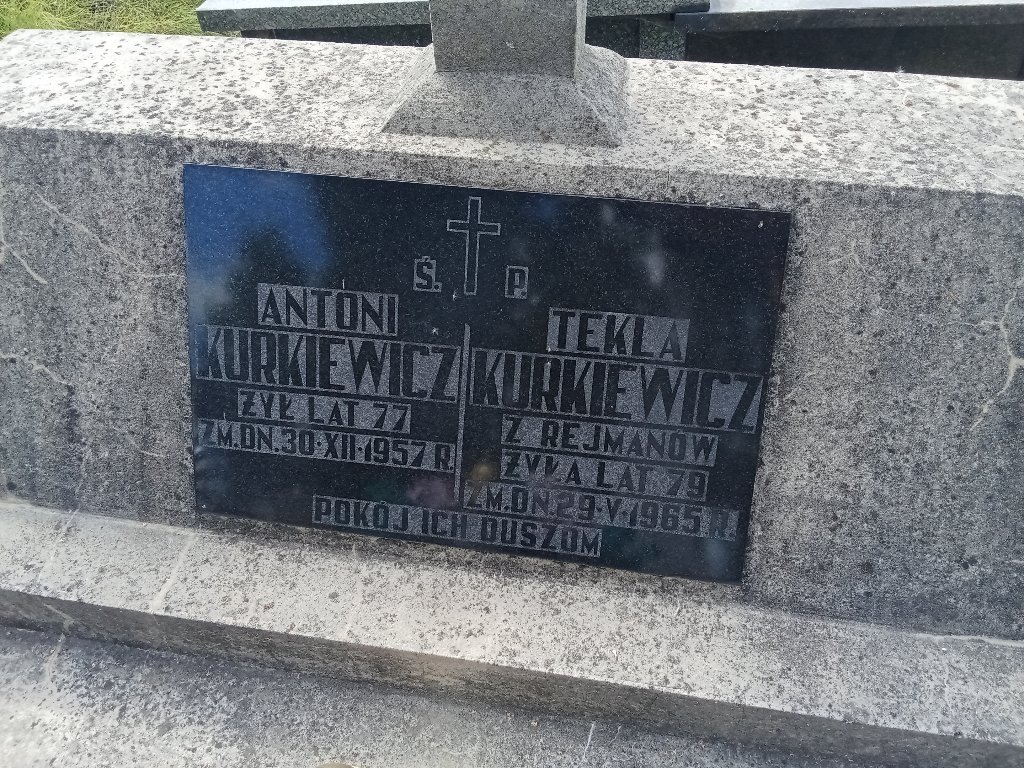 Ś. P.
ANTONI
KURKIEWICZ
ŻYŁ LAT 77
ZM. DN. 30·XII·1957 R.
TEKLA
KURKIEWICZ
Z REJMANÓW
ŻYŁA LAT 79
ZM. DN 29·V·1965 R.
POKÓJ ICH DUSZOM